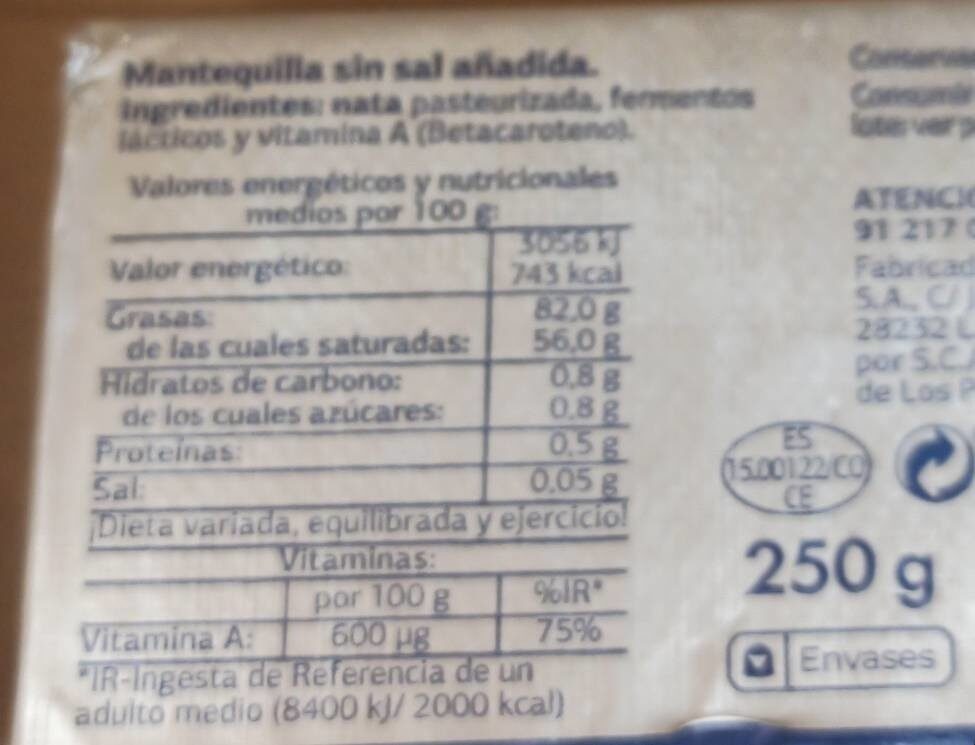 Mantequilla sin sal añadida.
Ingredientes: nata pasteurizada, fermentos
lácticos y vitamina A (Betacaroteno).
Valores energéticos y nutricionales
medios por 100 g:
3056 kJ
Valor energético: 743 kcal
Grasas: 82,0 g
de las cuales saturadas: 56,0 g
Hidratos de carbono: 0,8 g
de los cuales azúcares: 0,8 g
Proteínas: 0,5 g
Sal: 0,05 g
¡Dieta variada, equilibrada y ejercicio!
Vitaminas:
por 100 g %IR*
Vitamina A: 600 µg 75%
*IR-Ingesta de Referencia de un
adulto medio (8400 kJ/ 2000 kcal)
lote: ver
ATENCI
91 217
Fabricad
S.A., C/
28232 L
por S.C.
de Los
ES
15.00122/CO
CE
250 g
Envases